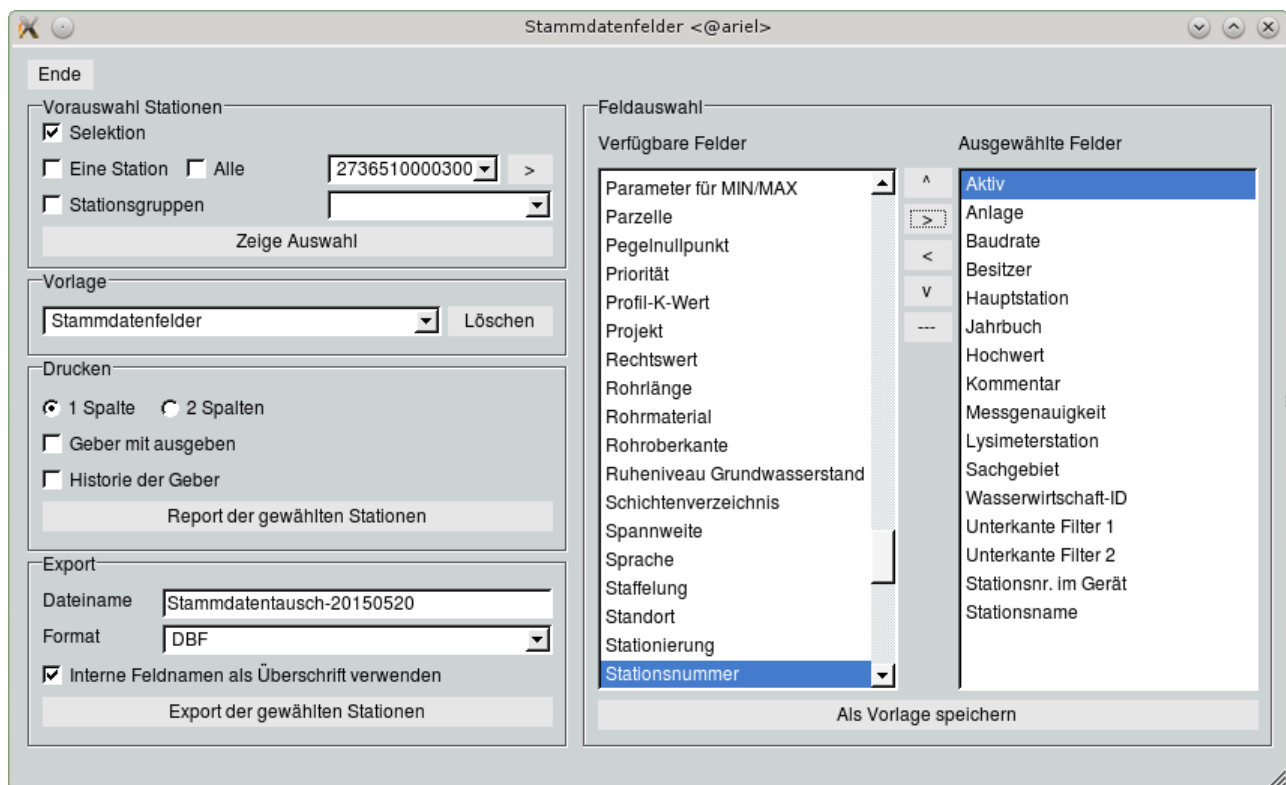 Stammdatenfelder <@ariel>
Ende
Vorauswahl Stationen
Selektion
Eine Station Alle 2736510000300 >
Stationsgruppen
Zeige Auswahl
Vorlage
Stammdatenfelder Löschen
Drucken
1 Spalte 2 Spalten
Geber mit ausgeben
Historie der Geber
Report der gewählten Stationen
Export
Dateiname Stammdatentausch-20150520
Format DBF
Interne Feldnamen als Überschrift verwenden
Export der gewählten Stationen
Feldauswahl
Verfügbare Felder
Parameter für MIN/MAX
Parzelle
Pegelnullpunkt
Priorität
Profil-K-Wert
Projekt
Rechtswert
Rohrlänge
Rohrmaterial
Rohroberkante
Ruheniveau Grundwasserstand
Schichtenverzeichnis
Spannweite
Sprache
Staffelung
Standort
Stationierung
Stationsnummer
^
>
<
v
---
Ausgewählte Felder
Aktiv
Anlage
Baudrate
Besitzer
Hauptstation
Jahrbuch
Hochwert
Kommentar
Messgenauigkeit
Lysimeterstation
Sachgebiet
Wasserwirtschaft-ID
Unterkante Filter 1
Unterkante Filter 2
Stationsnr. im Gerät
Stationsname
Als Vorlage speichern